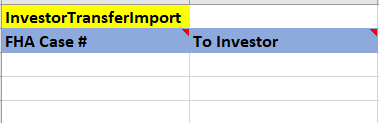 InvestorTransferImport
FHA Case # To Investor